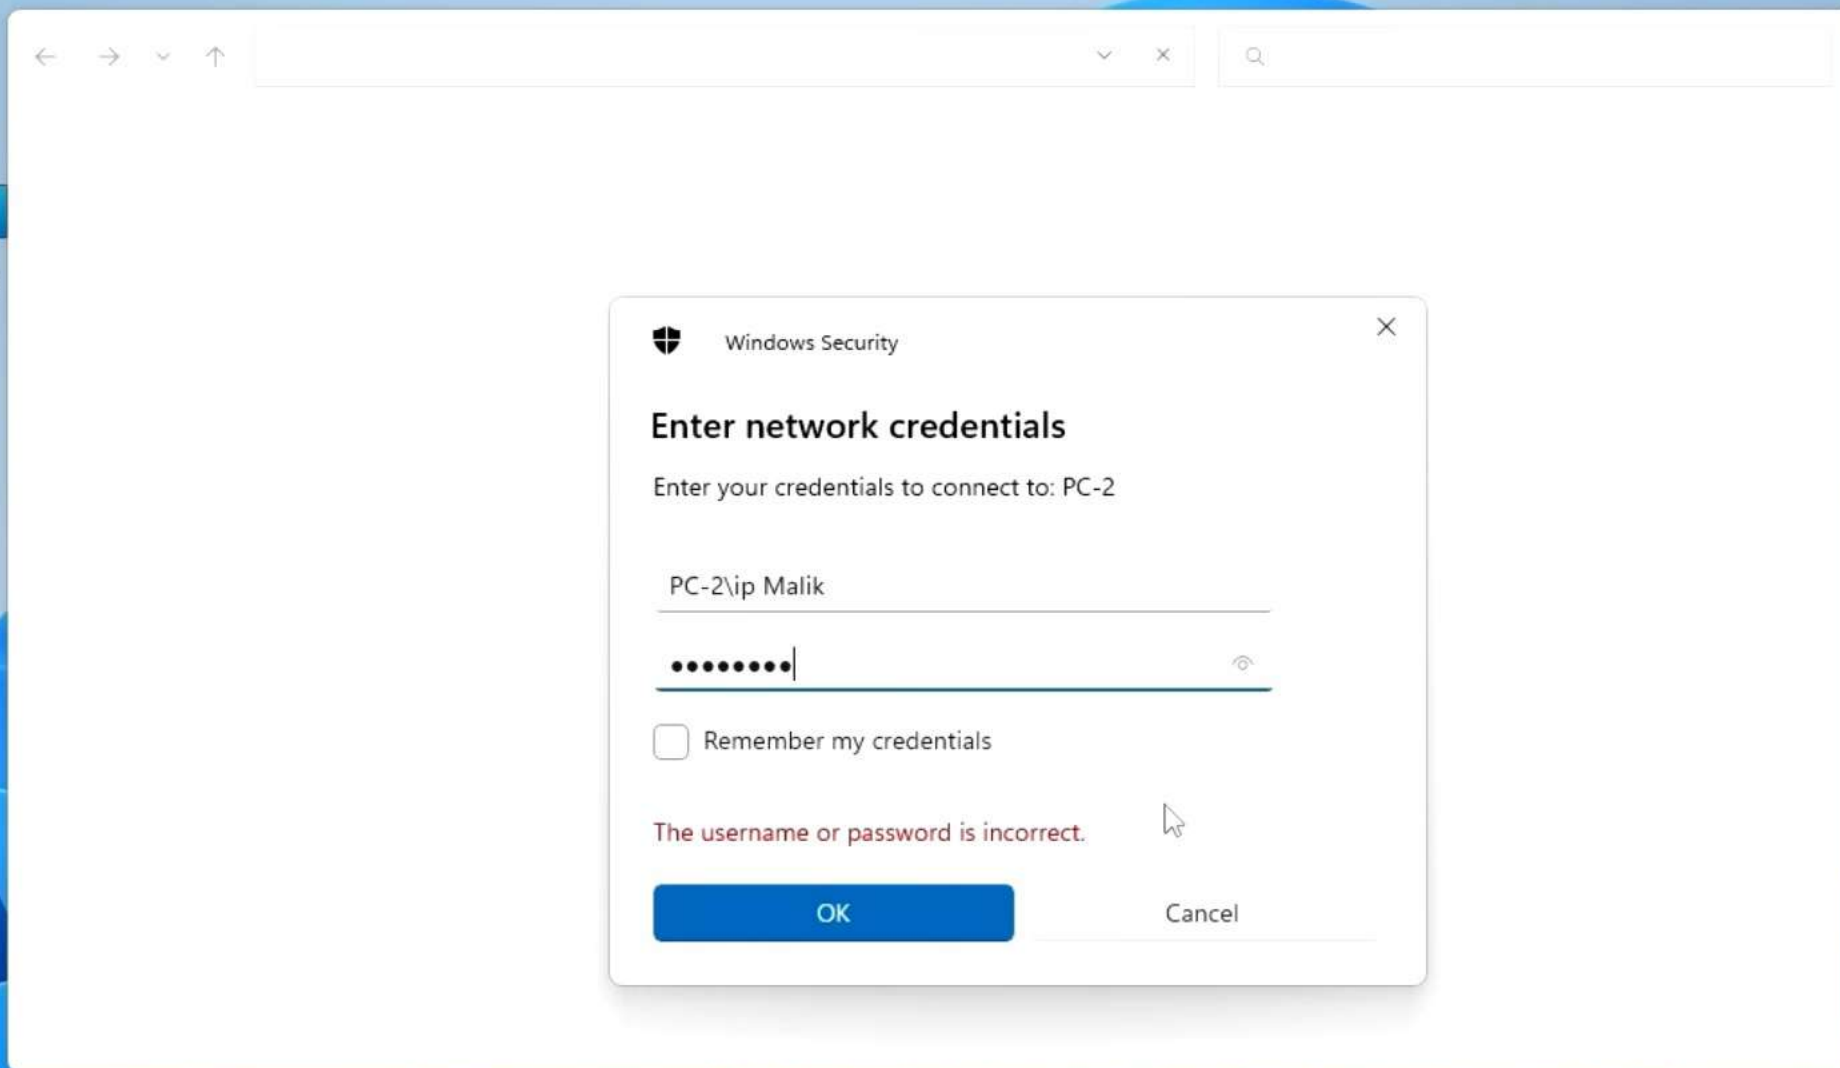 Windows Security
Enter network credentials
Enter your credentials to connect to: PC-2
PC-2\ip Malik
••••••••
Remember my credentials
The username or password is incorrect.
OK
Cancel